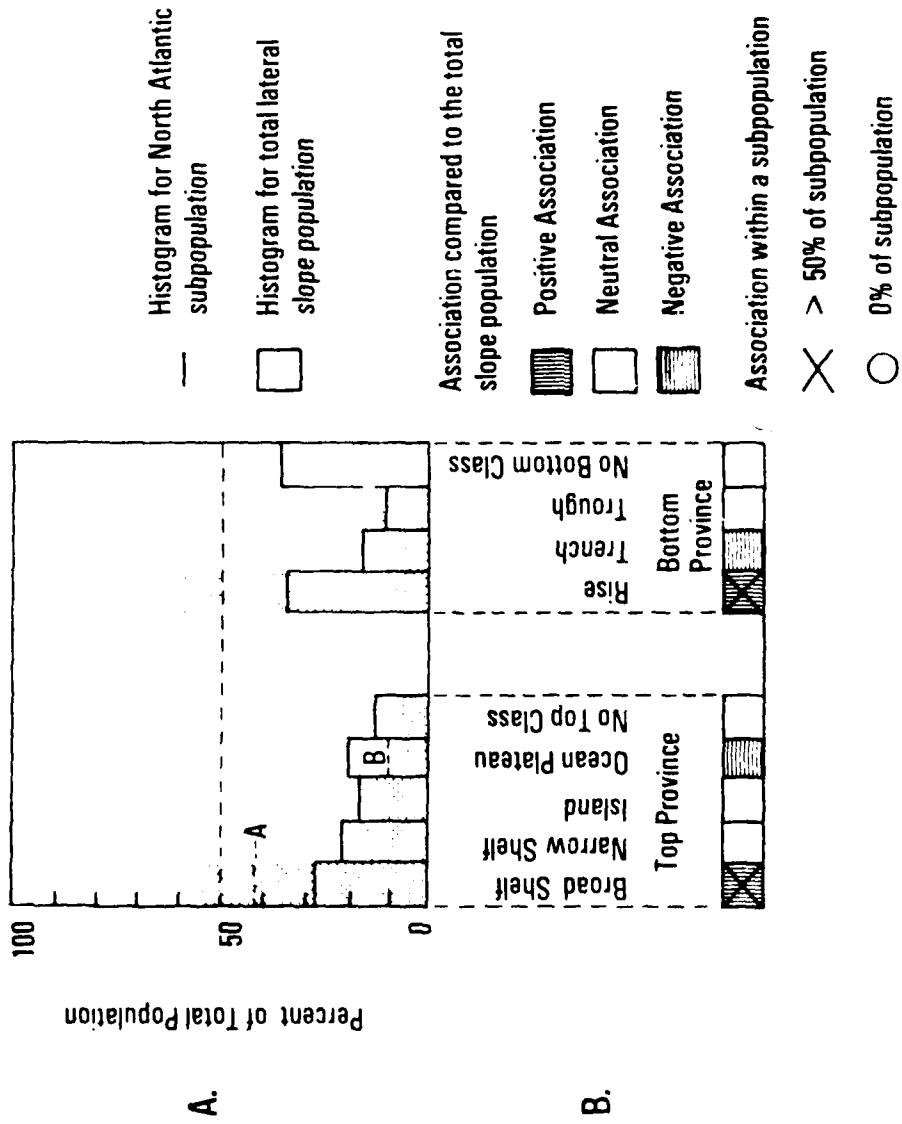 A.
Percent of Total Population
100
50
0
A
B
B.
Broad Shelf
Narrow Shelf
Island
Ocean Plateau
No Top Class
Top Province
Rise
Trench
Trough
No Bottom Class
Bottom
Province
Histogram for North Atlantic
subpopulation
Histogram for total lateral
slope population
Association compared to the total
slope population
Positive Association
Neutral Association
Negative Association
Association within a subpopulation
> 50% of subpopulation
0% of subpopulation